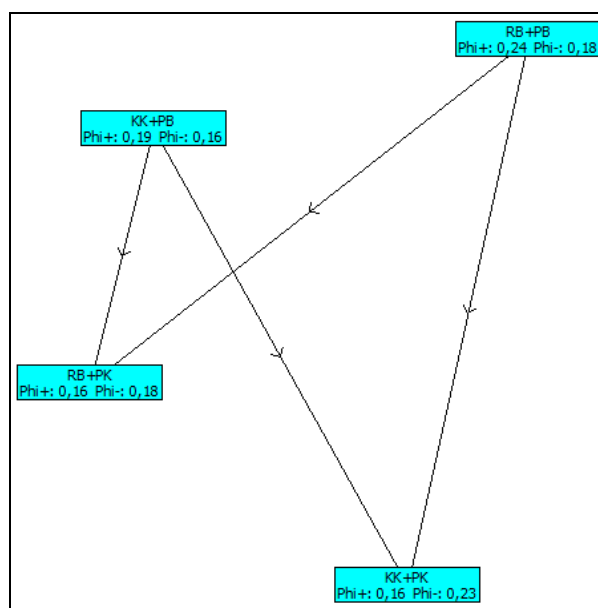 RB+PB
Phi+: 0,24 Phi-: 0,18
KK+PB
Phi+: 0,19 Phi-: 0,16
RB+PK
Phi+: 0,16 Phi-: 0,18
KK+PK
Phi+: 0,16 Phi-: 0,23